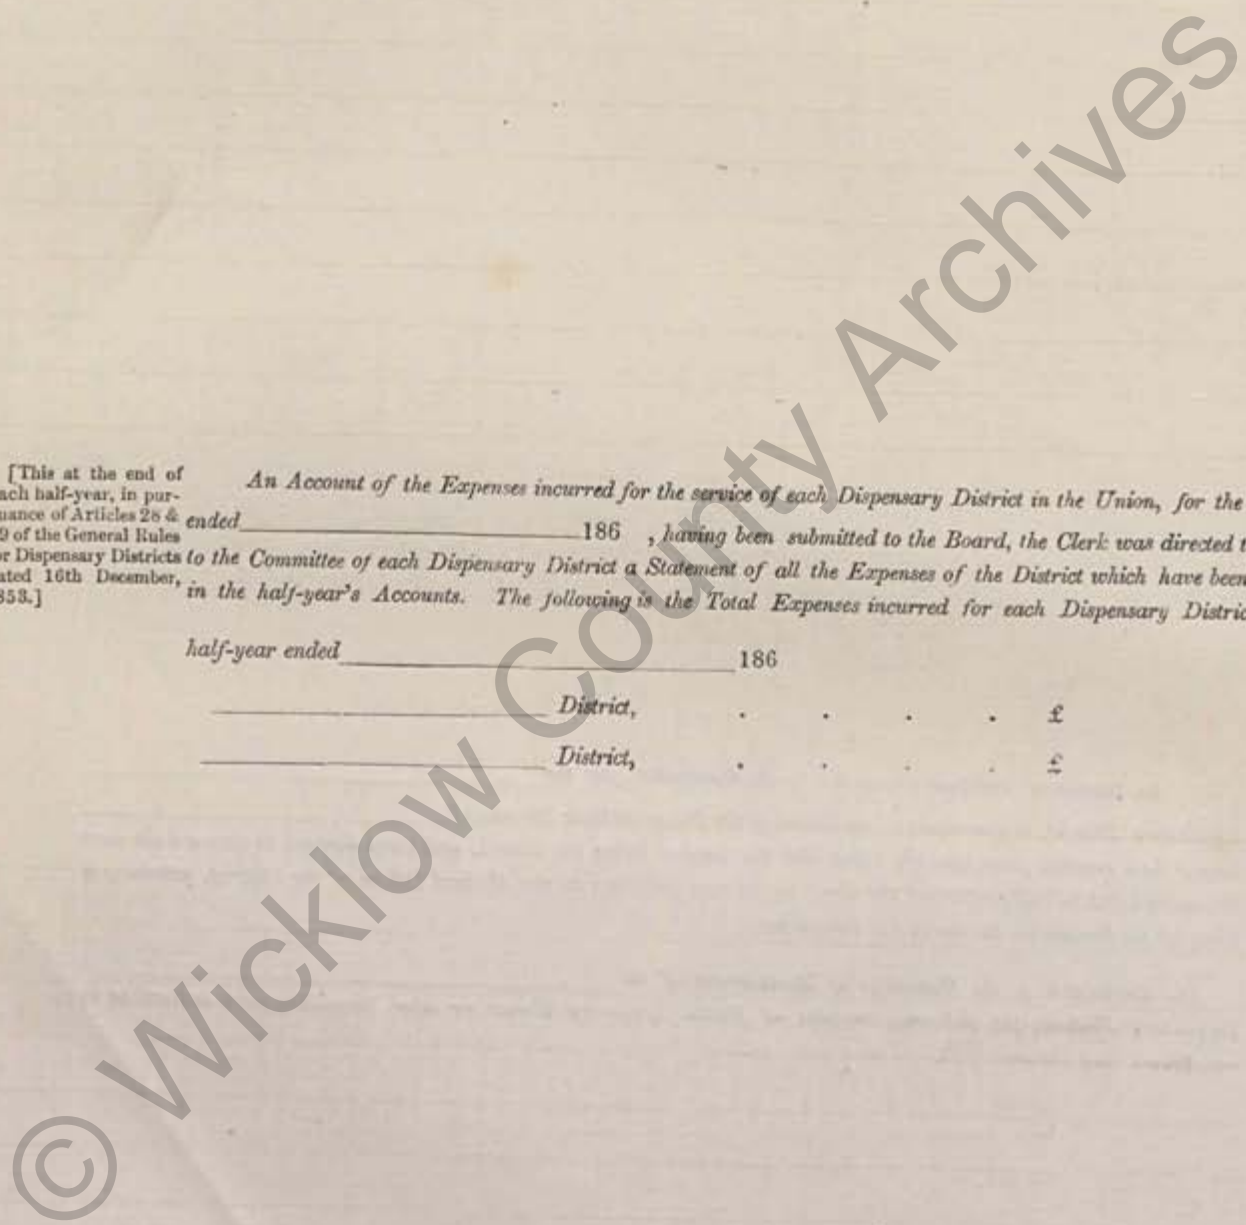 [This at the end of
ach half-year, in pur-
uance of Articles 28 &
9 of the General Rules
or Dispensary Districts
ated 16th December,
853.]
An Account of the Expenses incurred for the service of each Dispensary District in the Union, for the
ended 186 , having been submitted to the Board, the Clerk was directed t
to the Committee of each Dispensary District a Statement of all the Expenses of the District which have been
in the half-year's Accounts. The following is the Total Expenses incurred for each Dispensary Distric
half-year ended 186
District, . . . . £
District, . . . . £
© Wicklow County Archives